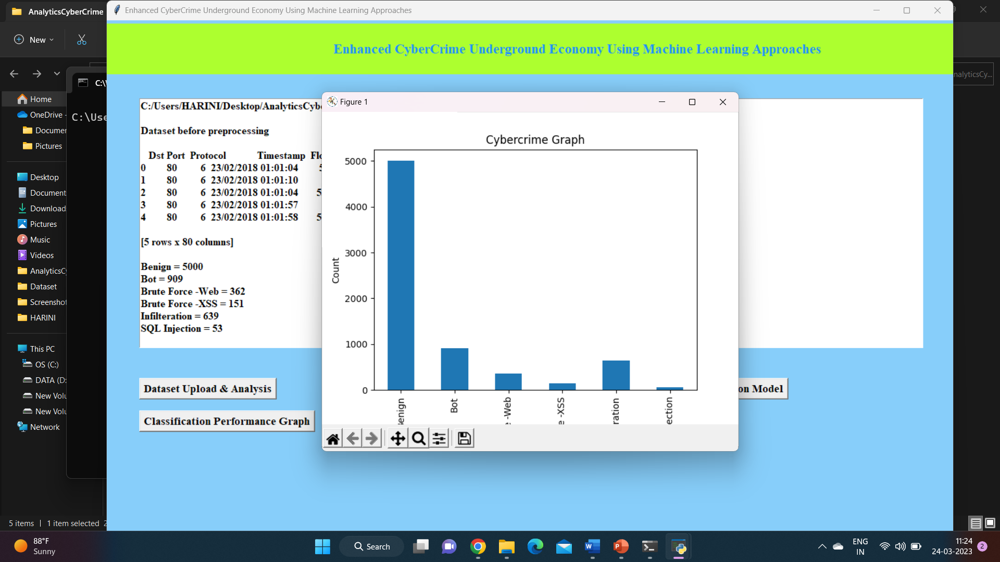 AnalyticsCyberCrime
Enhanced CyberCrime Underground Economy Using Machine Learning Approaches
New
Enhanced CyberCrime Underground Economy Using Machine Learning Approaches
nalyticsCy...
C:\
C:\Use
Home
OneDrive -
Documen
Pictures
Desktop
Document
Download
Pictures
Music
Videos
AnalyticsCy
Dataset
Screenshot
HARINI
This PC
OS (C:)
DATA (D:
New Volu
New Volu
Network
5 items
1 item selected 2
C:/Users/HARINI/Desktop/AnalyticsCybe
Dataset before preprocessing
Dst Port Protocol Timestamp Flo
0 80 6 23/02/2018 01:01:04 5
1 80 6 23/02/2018 01:01:10
2 80 6 23/02/2018 01:01:04 5
3 80 6 23/02/2018 01:01:57
4 80 6 23/02/2018 01:01:58 5
[5 rows x 80 columns]
Benign = 5000
Bot = 909
Brute Force -Web = 362
Brute Force -XSS = 151
Infilteration = 639
SQL Injection = 53
Dataset Upload & Analysis
on Model
Classification Performance Graph
Figure 1
Cybercrime Graph
5000
4000
3000
2000
1000
0
Count
Benign
Bot
e -Web
e -XSS
ration
ection
88°F
Sunny
Search
ENG
IN
11:24
24-03-2023
2